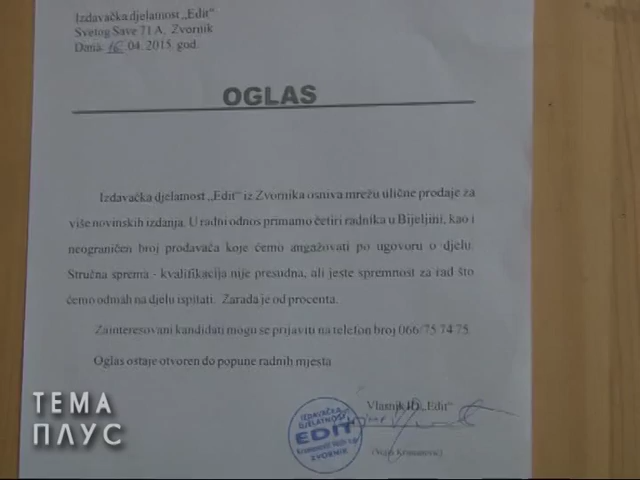 Izdavačka djelatnost „Edit“
Svetog Save 71 A, Zvornik
Dana 16 04. 2015. god.
OGLAS
Izdavačka djelamost „Edit“ iz Zvornika osniva mrežu ulične prodaje za
više novinskih izdanja. U radni odnos primamo četiri radnika u Bijeljini, kao i
neograničen broj prodavača koje ćemo angažovati po ugovoru o djelu.
Stručna sprema - kvalifikacija nije presudna, ali jeste spremnost za rad što
ćemo odmah na djelu ispitati. Zarada je od procenta.
Zainteresovani kandidati mogu se prijaviti na telefon broj 066/75 74 75.
Oglas ostaje otvoren do popune radnih mjesta
Vlasnik ID „Edit“
IZDAVAČKA
DJELATNOST
EDIT
ZVORNIK
ТЕМА
ПЛУС